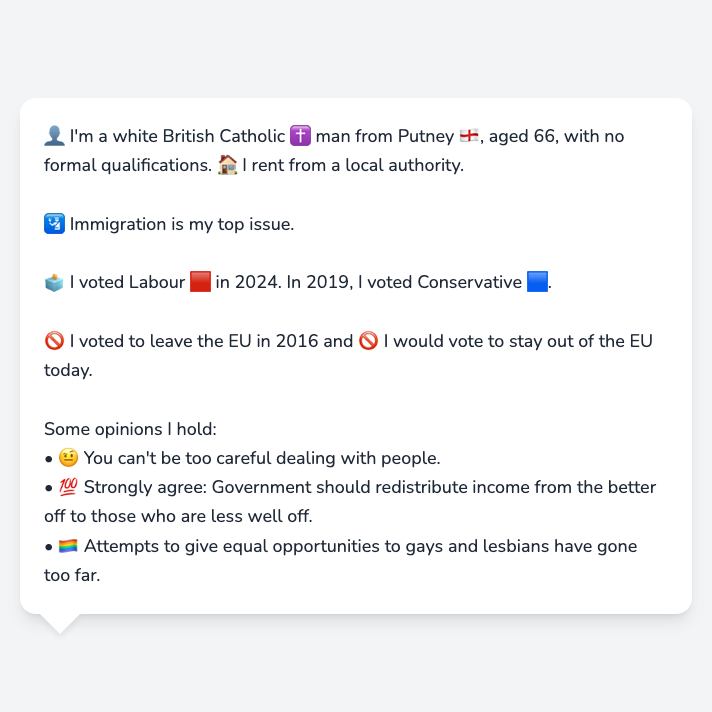 👤 I'm a white British Catholic ✝️ man from Putney 🏴󠁧󠁢󠁥󠁮󠁧󠁿, aged 66, with no
formal qualifications. 🏠 I rent from a local authority.
🛂 Immigration is my top issue.
🗳️ I voted Labour 🟥 in 2024. In 2019, I voted Conservative 🟦.
🚫 I voted to leave the EU in 2016 and 🚫 I would vote to stay out of the EU
today.
Some opinions I hold:
• 🤨 You can't be too careful dealing with people.
• 💯 Strongly agree: Government should redistribute income from the better
off to those who are less well off.
• 🏳️‍🌈 Attempts to give equal opportunities to gays and lesbians have gone
too far.